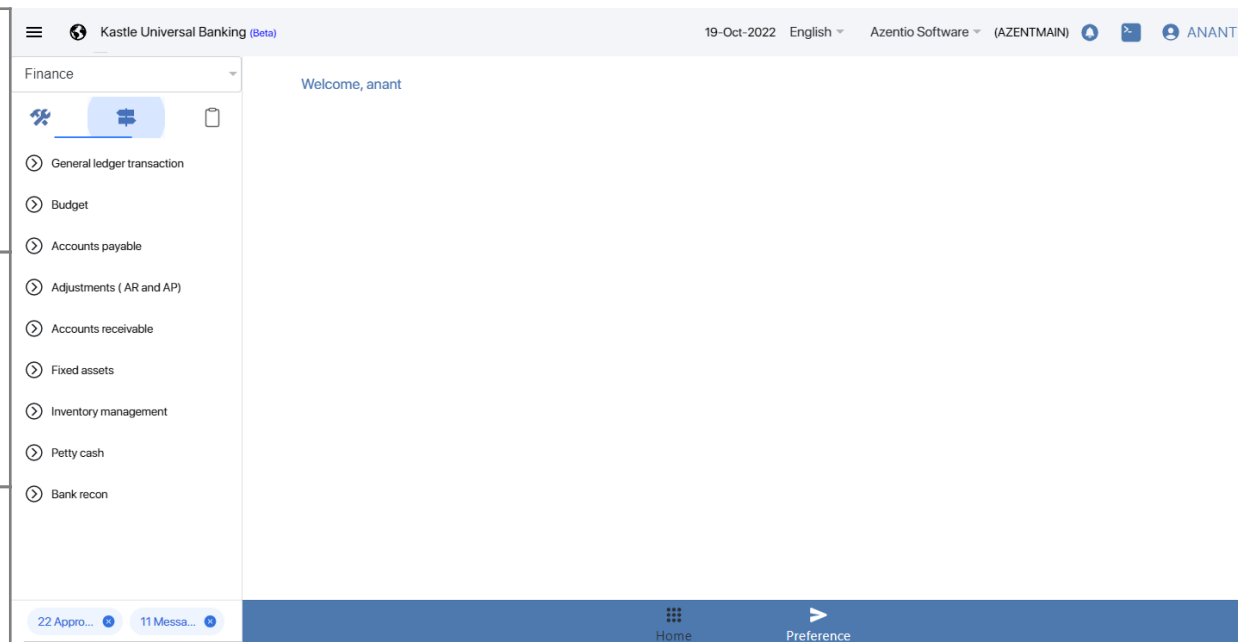 Kastle Universal Banking (Beta)
19-Oct-2022 English Azentio Software (AZENTMAIN) ANANT
Finance
Welcome, anant
General ledger transaction
Budget
Accounts payable
Adjustments ( AR and AP)
Accounts receivable
Fixed assets
Inventory management
Petty cash
Bank recon
22 Appro... 11 Messa...
Home Preference